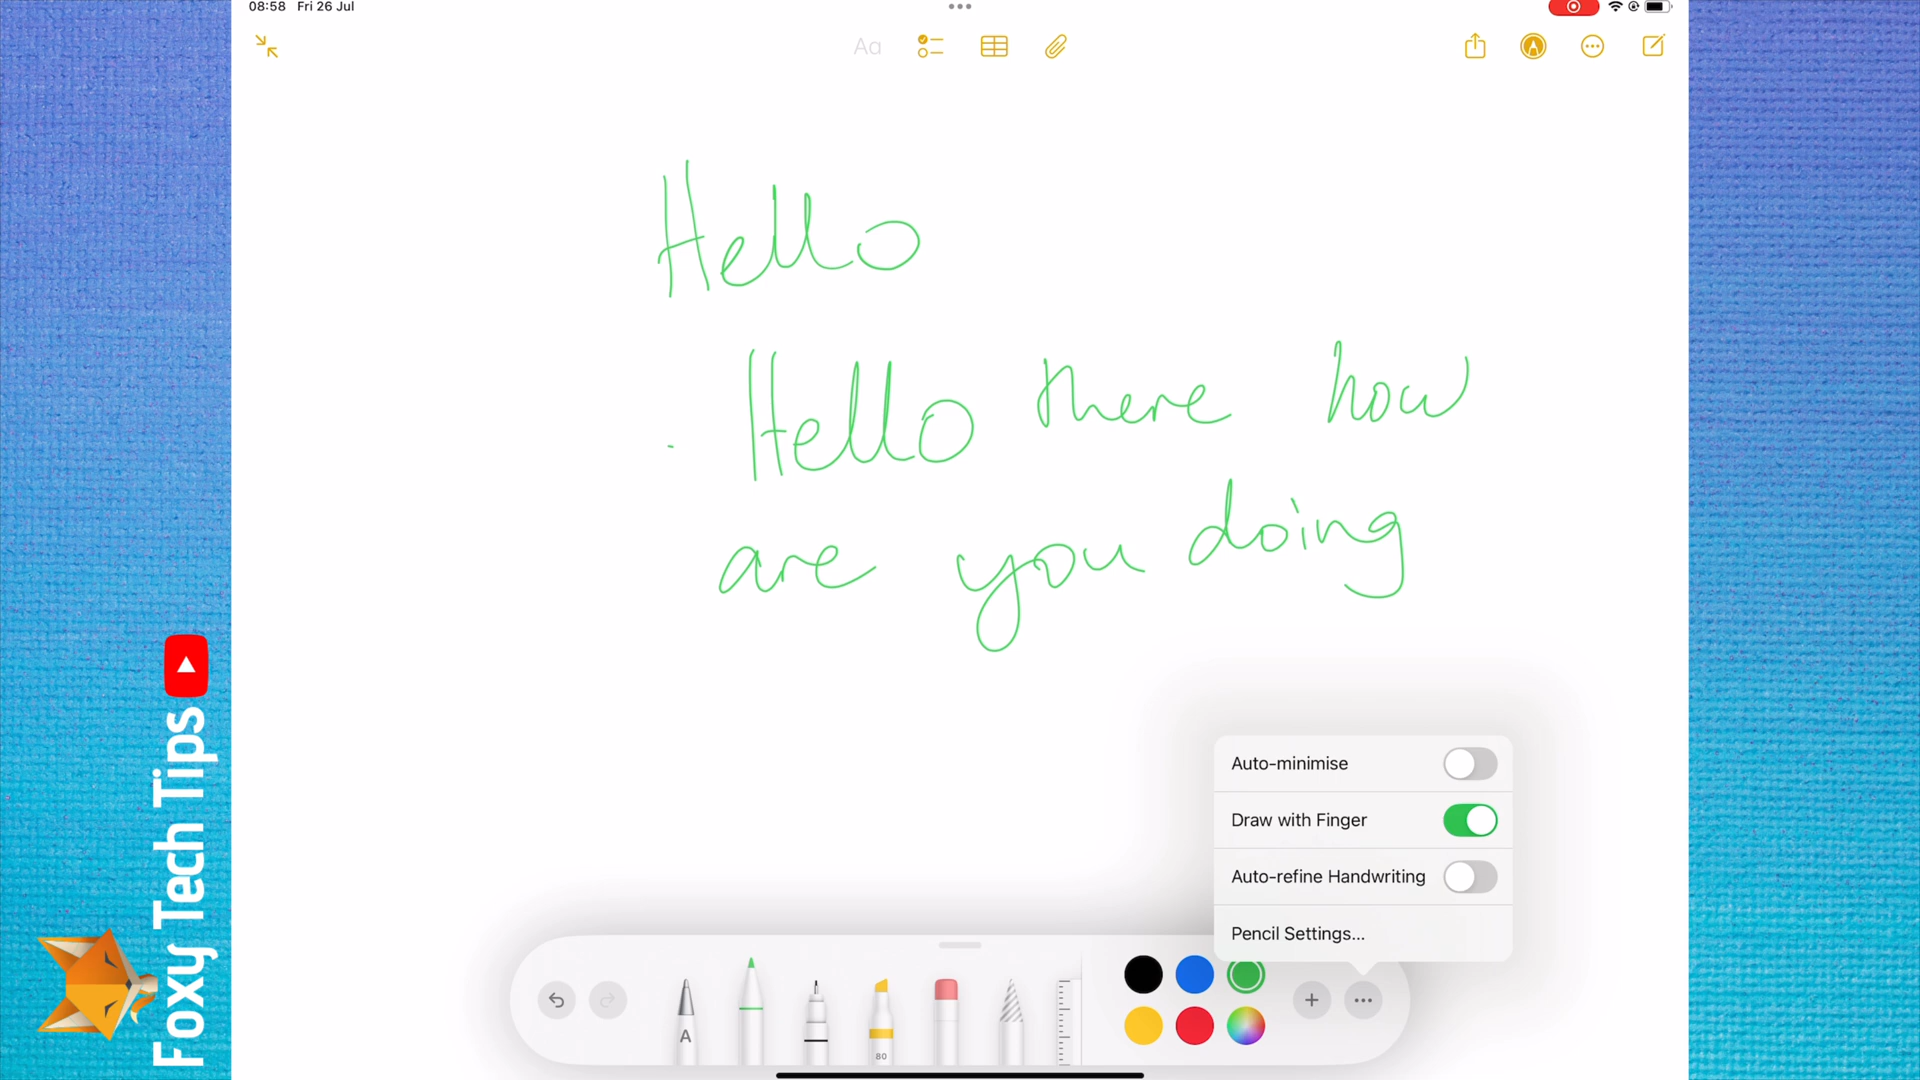 08:58 Fri 26 Jul
Aa
Hello
Hello there how
are you doing
Auto-minimise
Draw with Finger
Auto-refine Handwriting
Pencil Settings...
A
80
Foxy Tech Tips